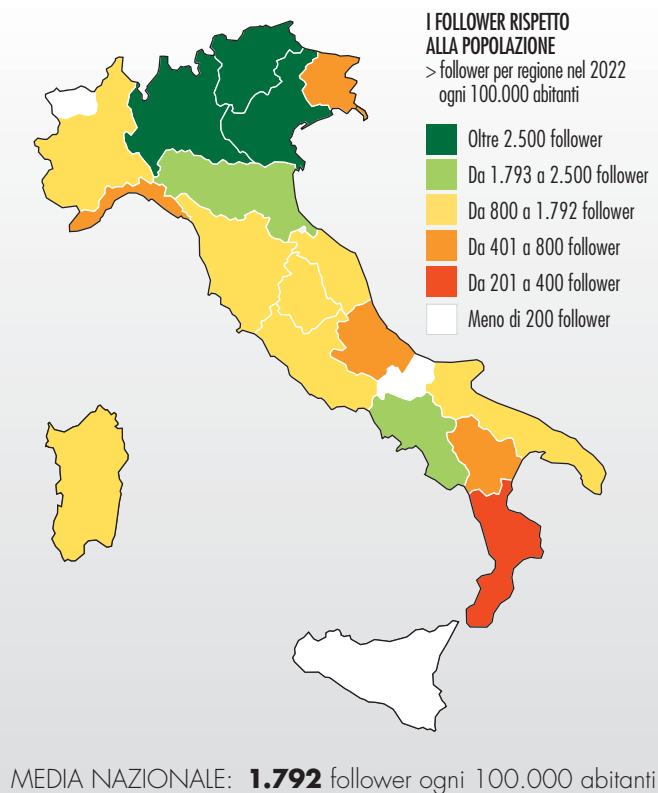 I FOLLOWER RISPETTO
ALLA POPOLAZIONE
> follower per regione nel 2022
ogni 100.000 abitanti
Oltre 2.500 follower
Da 1.793 a 2.500 follower
Da 800 a 1.792 follower
Da 401 a 800 follower
Da 201 a 400 follower
Meno di 200 follower
MEDIA NAZIONALE: 1.792 follower ogni 100.000 abitanti